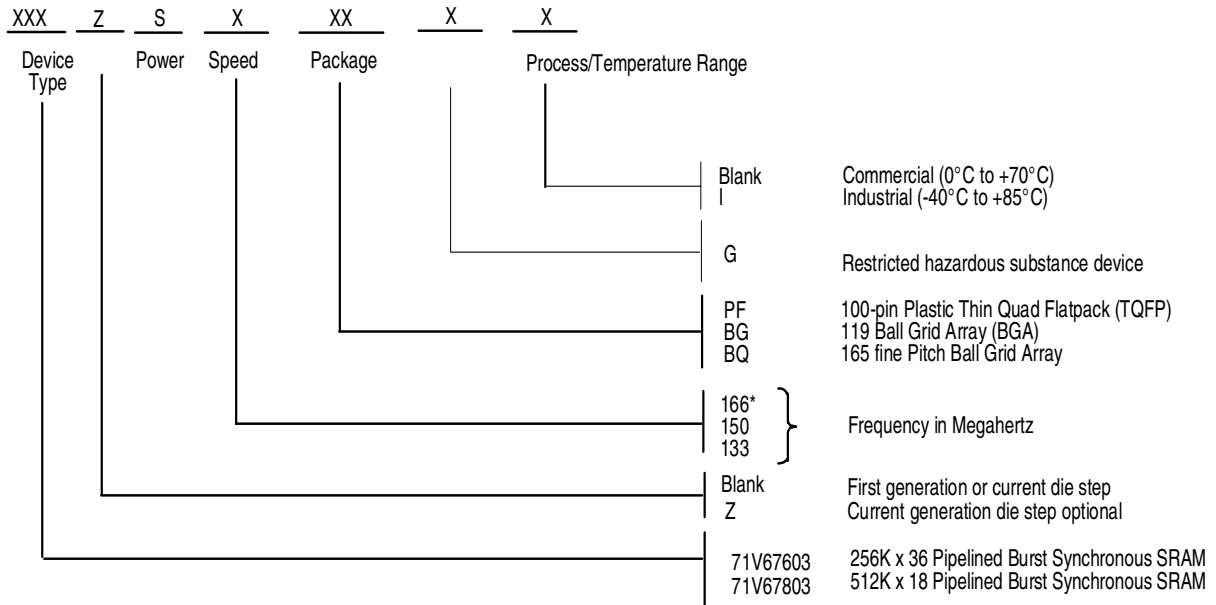 XXX Z S X XX X X
Device Type Power Speed Package Process/Temperature Range
Blank Commercial (0°C to +70°C)
I Industrial (-40°C to +85°C)
G Restricted hazardous substance device
PF 100-pin Plastic Thin Quad Flatpack (TQFP)
BG 119 Ball Grid Array (BGA)
BQ 165 fine Pitch Ball Grid Array
166*
150 Frequency in Megahertz
133
Blank First generation or current die step
Z Current generation die step optional
71V67603 256K x 36 Pipelined Burst Synchronous SRAM
71V67803 512K x 18 Pipelined Burst Synchronous SRAM